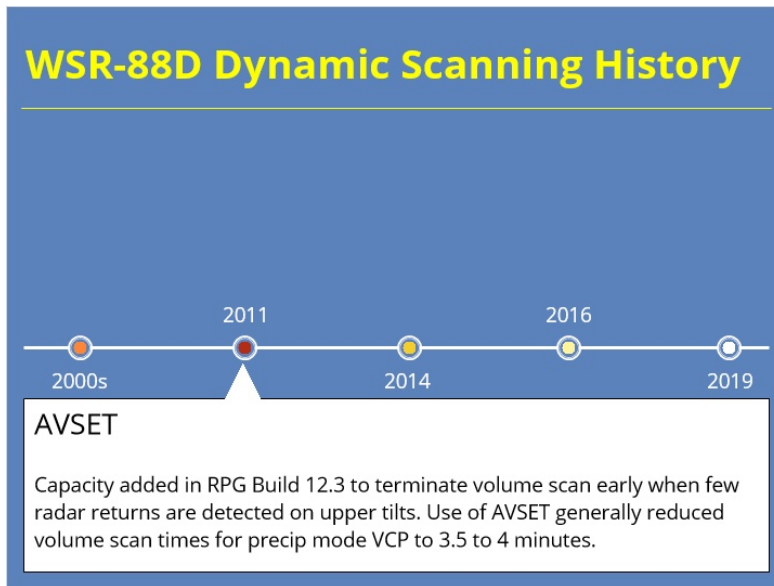 WSR-88D Dynamic Scanning History
2011
2016
2000s
2014
2019
AVSET
Capacity added in RPG Build 12.3 to terminate volume scan early when few
radar returns are detected on upper tilts. Use of AVSET generally reduced
volume scan times for precip mode VCP to 3.5 to 4 minutes.